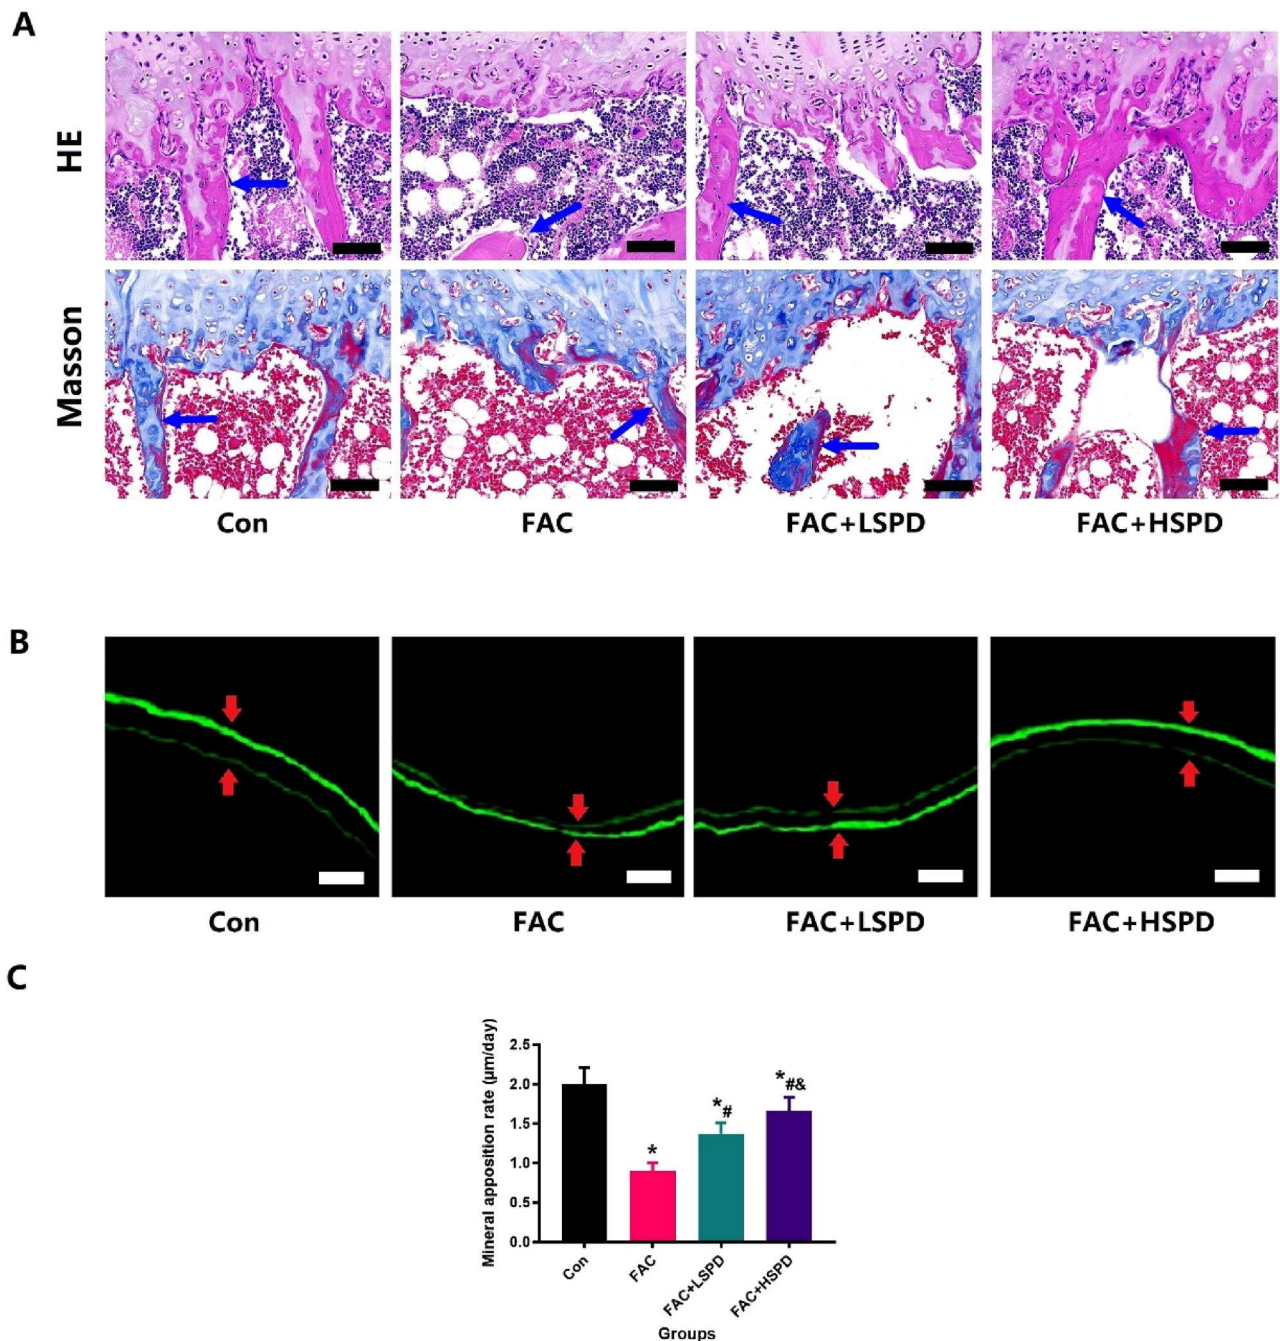 A
HE
Masson
Con FAC FAC+LSPD FAC+HSPD
B
Con FAC FAC+LSPD FAC+HSPD
C
Mineral apposition rate (μm/day)
2.5
2.0
1.5
1.0
0.5
0.0
*
*#
*#&
Con FAC FAC+LSPD FAC+HSPD
Groups